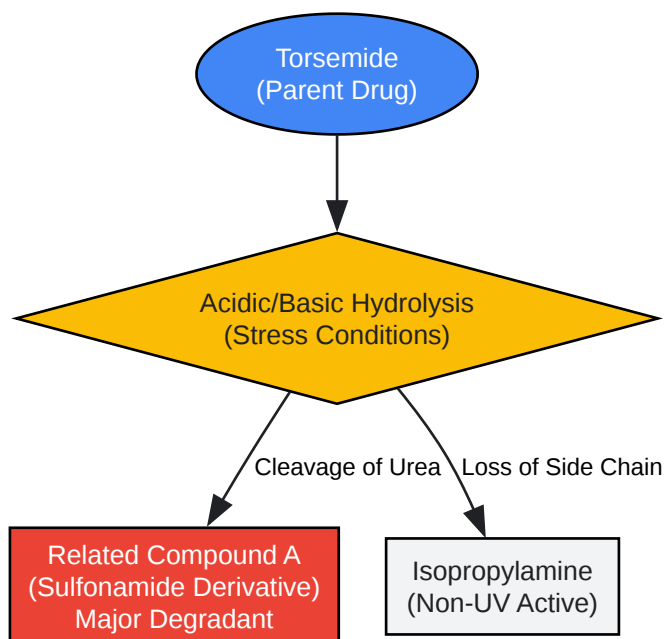 Torsemide
(Parent Drug)
Acidic/Basic Hydrolysis
(Stress Conditions)
Cleavage of Urea
Loss of Side Chain
Related Compound A
(Sulfonamide Derivative)
Major Degradant
Isopropylamine
(Non-UV Active)